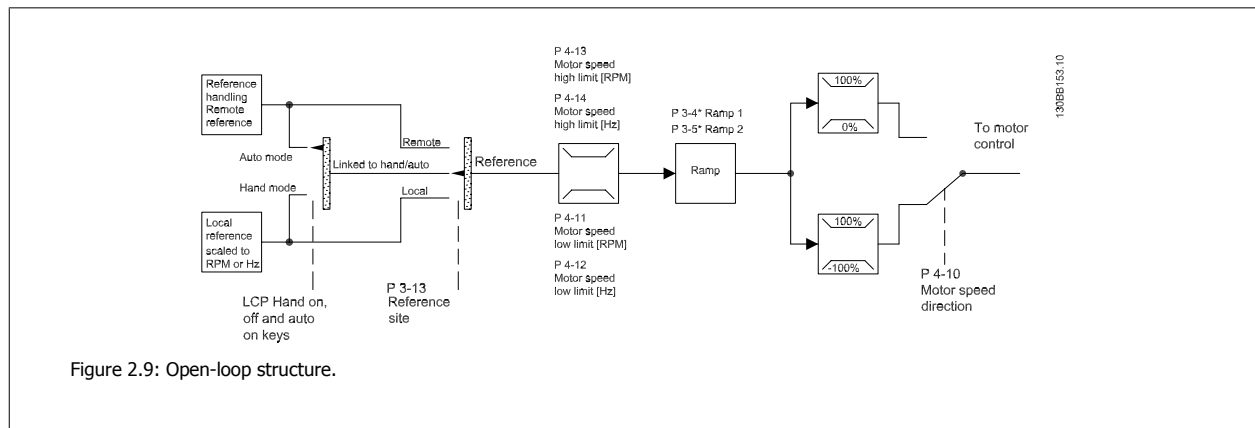 Reference
handling
Remote
reference
Auto mode
Hand mode
Local
reference
scaled to
RPM or Hz
LCP Hand on,
off and auto
on keys
Linked to hand/auto
Remote
Local
P 3-13
Reference
site
Reference
P 4-13
Motor speed
high limit [RPM]
P 4-14
Motor speed
high limit [Hz]
P 4-11
Motor speed
low limit [RPM]
P 4-12
Motor speed
low limit [Hz]
P 3-4* Ramp 1
P 3-5* Ramp 2
Ramp
100%
0%
100%
-100%
To motor
control
P 4-10
Motor speed
direction
130BB153.10
Figure 2.9: Open-loop structure.